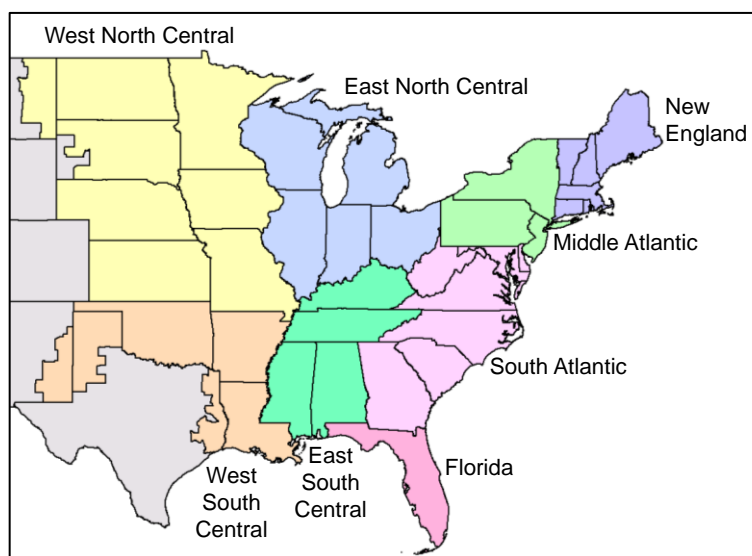 West North Central
East North Central
New
England
Middle Atlantic
South Atlantic
Florida
East
South
Central
West
South
Central